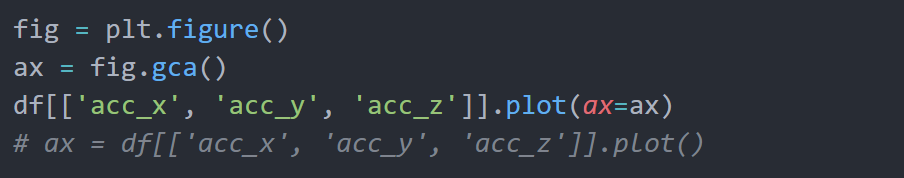 fig = plt.figure()
ax = fig.gca()
df[['acc_x', 'acc_y', 'acc_z']].plot(ax=ax)
# ax = df[['acc_x', 'acc_y', 'acc_z']].plot()